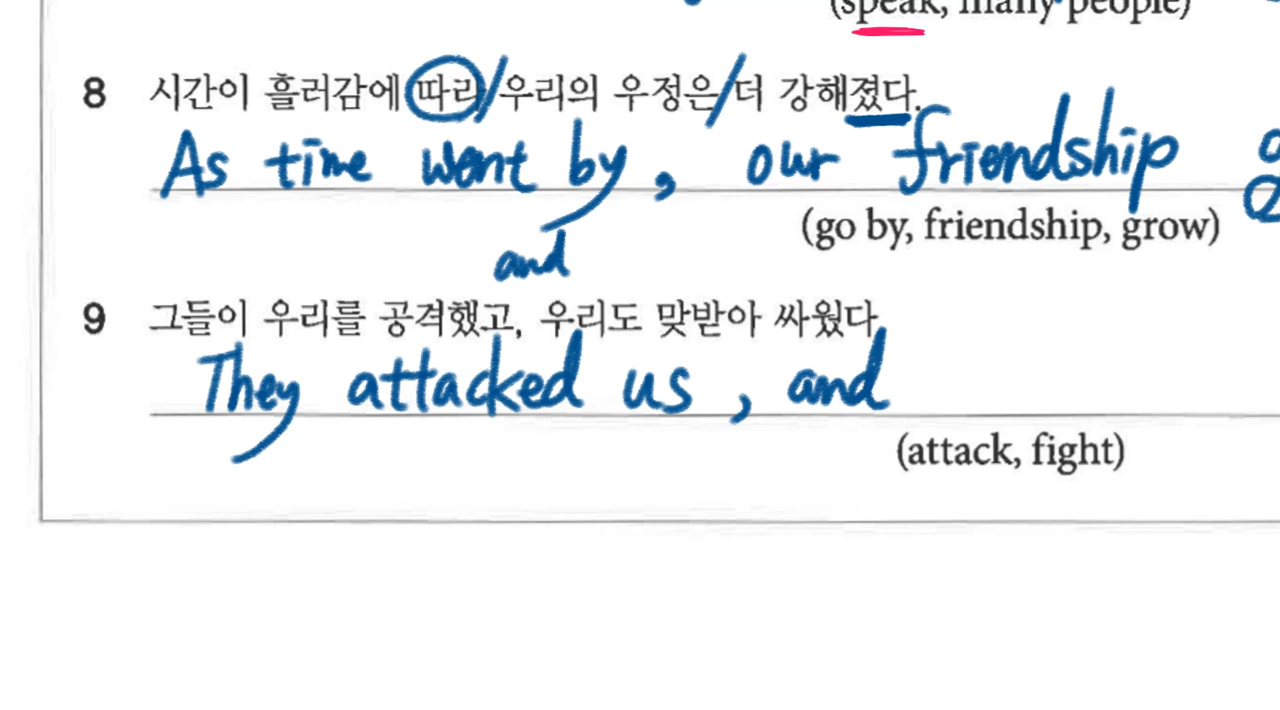 (speak, many people)
8 시간이 흘러감에 따라 우리의 우정은 더 강해졌다.
As time went by, our friendship
(go by, friendship, grow)
and
9 그들이 우리를 공격했고, 우리도 맞받아 싸웠다
They attacked us, and
(attack, fight)